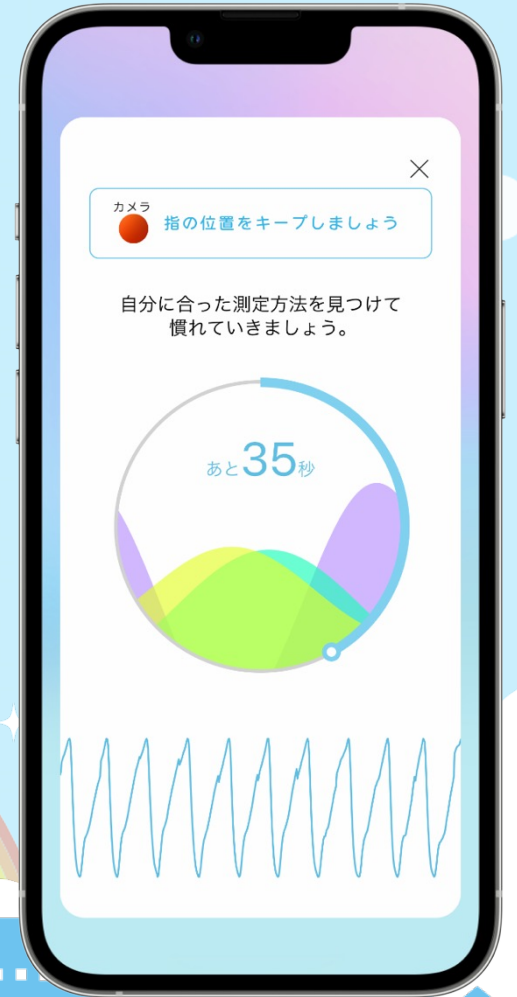 カメラ
指の位置をキープしましょう
自分に合った測定方法を見つけて
慣れていきましょう。
あと35秒